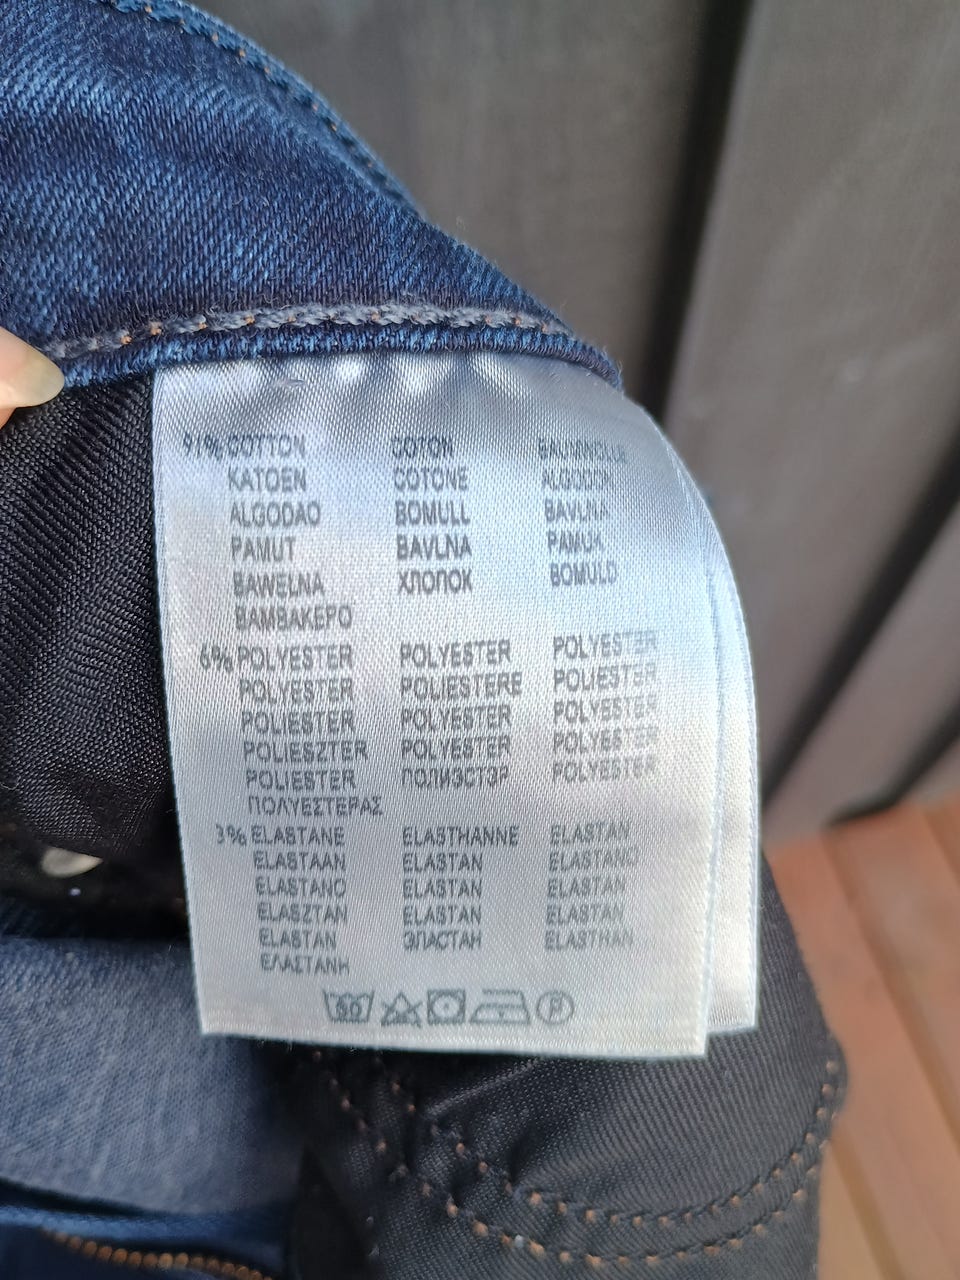 91% COTTON COTON BAUMWOLLE
KATOEN COTONE ALGODON
ALGODAO BOMULL BAVLNA
PAMUT BAVLNA PAMUK
BAWELNA ХЛОПОК BOMULD
ΒΑΜΒΑΚΕΡΟ
6% POLYESTER POLYESTER POLYESTER
POLYESTER POLIESTERE POLIESTER
POLIESTER POLYESTER POLYESTER
POLIESZTER POLYESTER POLYESTER
POLIESTER ПОЛИЭСТЭР POLYESTER
ΠΟΛΥΕΣΤΕΡΑΣ
3% ELASTANE ELASTHANNE ELASTAN
ELASTAAN ELASTAN ELASTANO
ELASTANO ELASTAN ELASTAN
ELASZTAN ELASTAN ELASTAN
ELASTAN ЭЛАСТАН ELASTHAN
ΕΛΑΣΤΑΝΗ
60 P